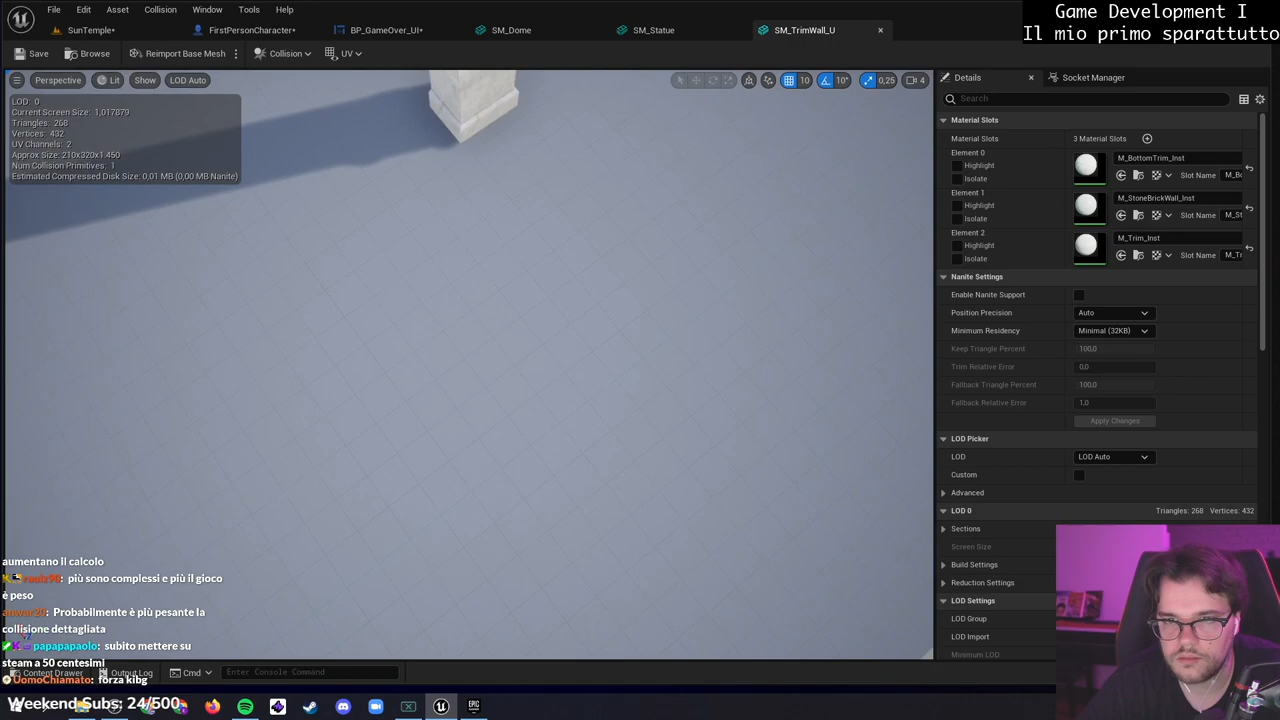 File Edit Asset Collision Window Tools Help
Game Development I
Il mio primo sparattutto
SunTemple* FirstPersonCharacter* BP_GameOver_UI* SM_Dome SM_Statue SM_TrimWall_U
Save Browse Reimport Base Mesh Collision UV
Perspective Lit Show LOD Auto 10 10° 0,25 4
LOD: 0
Current Screen Size: 1,017879
Triangles: 268
Vertices: 432
UV Channels: 2
Approx Size: 210x320x1.450
Num Collision Primitives: 1
Estimated Compressed Disk Size: 0,01 MB (0,00 MB Nanite)
Details Socket Manager
Search
Material Slots
Material Slots 3 Material Slots
Element 0 M_BottomTrim_Inst
Highlight
Isolate Slot Name M_Bo
Element 1 M_StoneBrickWall_Inst
Highlight
Isolate Slot Name M_St
Element 2 M_Trim_Inst
Highlight
Isolate Slot Name M_Tr
Nanite Settings
Enable Nanite Support
Position Precision Auto
Minimum Residency Minimal (32KB)
Keep Triangle Percent 100,0
Trim Relative Error 0,0
Fallback Triangle Percent 100,0
Fallback Relative Error 1,0
Apply Changes
LOD Picker
LOD LOD Auto
Custom
Advanced
LOD 0 Triangles: 268 Vertices: 432
Sections
Screen Size
Build Settings
Reduction Settings
LOD Settings
LOD Group
LOD Import
Minimum LOD
aumentano il calcolo
più sono complessi e più il gioco
è peso
anwar20: Probabilmente è più pesante la
collisione dettagliata
papapapaolo: subito mettere su
steam a 50 centesimi
Content Drawer Output Log Cmd Enter Console Command
UomoChiamato: forza kibg
Weekend Subs: 24/500
EPIC